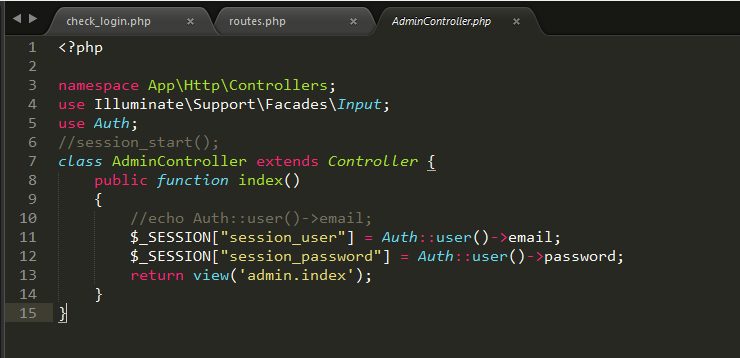 check_login.php × routes.php × AdminController.php ×
1 <?php
2
3 namespace App\Http\Controllers;
4 use Illuminate\Support\Facades\Input;
5 use Auth;
6 //session_start();
7 class AdminController extends Controller {
8     public function index()
9     {
10         //echo Auth::user()->email;
11         $_SESSION["session_user"] = Auth::user()->email;
12         $_SESSION["session_password"] = Auth::user()->password;
13         return view('admin.index');
14     }
15 }